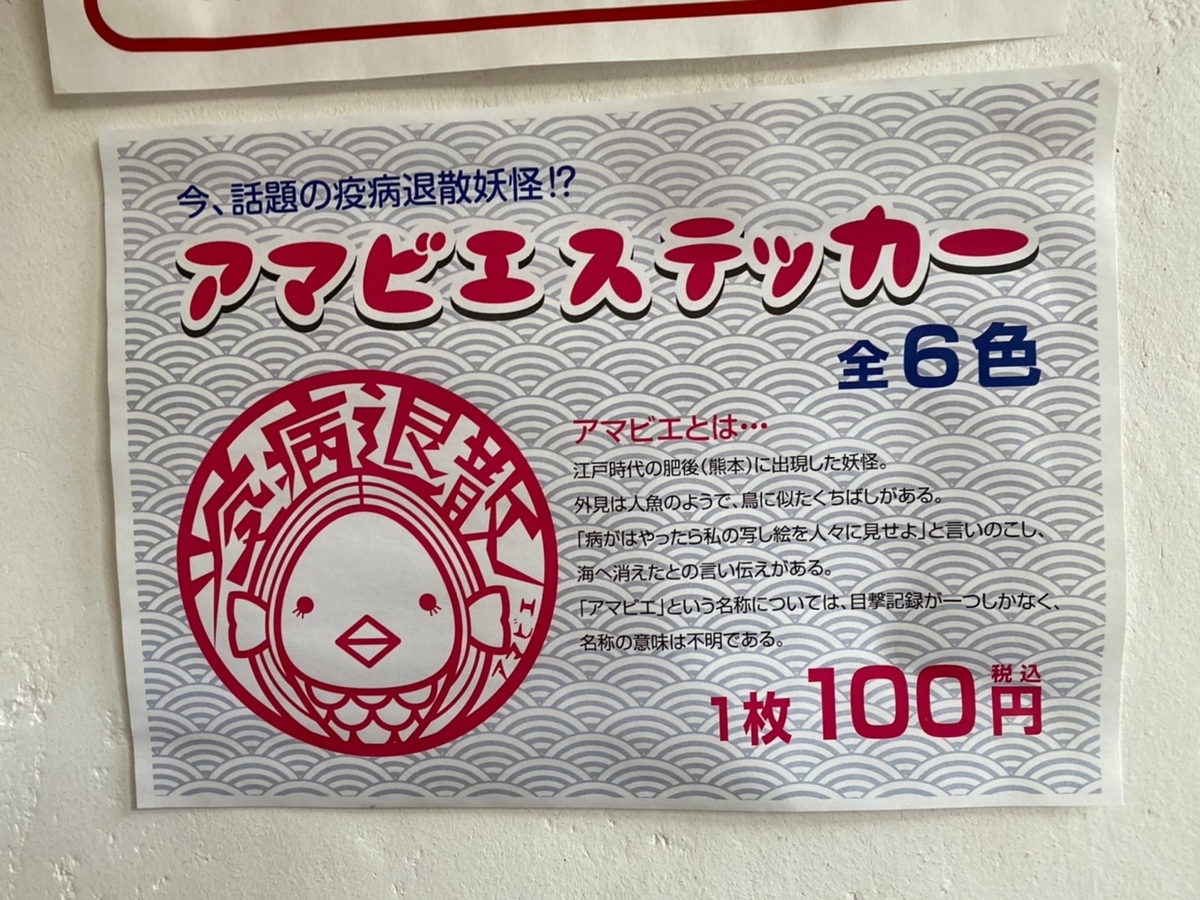 今、話題の疫病退散妖怪!?
アマビエステッカー
全6色
疫病退散
アマビエ
アマビエとは…
江戸時代の肥後(熊本)に出現した妖怪。
外見は人魚のようで、鳥に似たくちばしがある。
「病がはやったら私の写し絵を人々に見せよ」と言いのこし、
海へ消えたとの言い伝えがある。
「アマビエ」という名称については、目撃記録が一つしかなく、
名称の意味は不明である。
1枚100円 税込